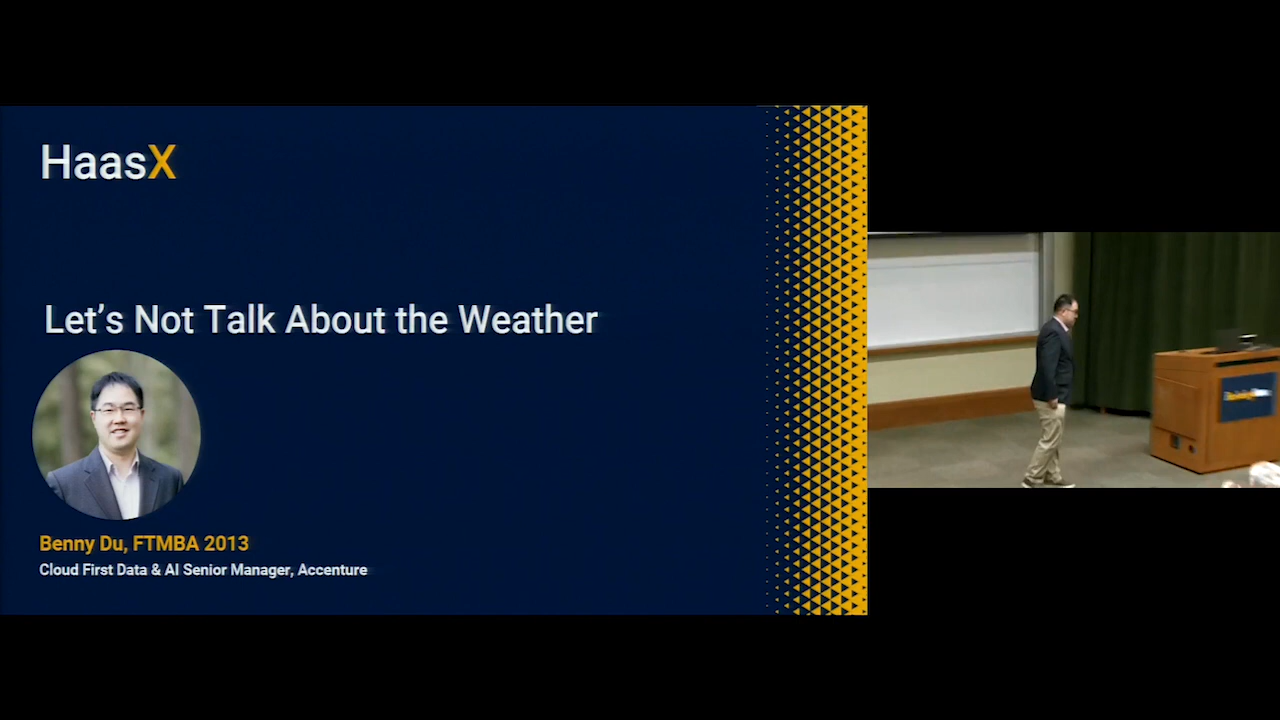 HaasX
Let's Not Talk About the Weather
Benny Du, FTMBA 2013
Cloud First Data & AI Senior Manager, Accenture